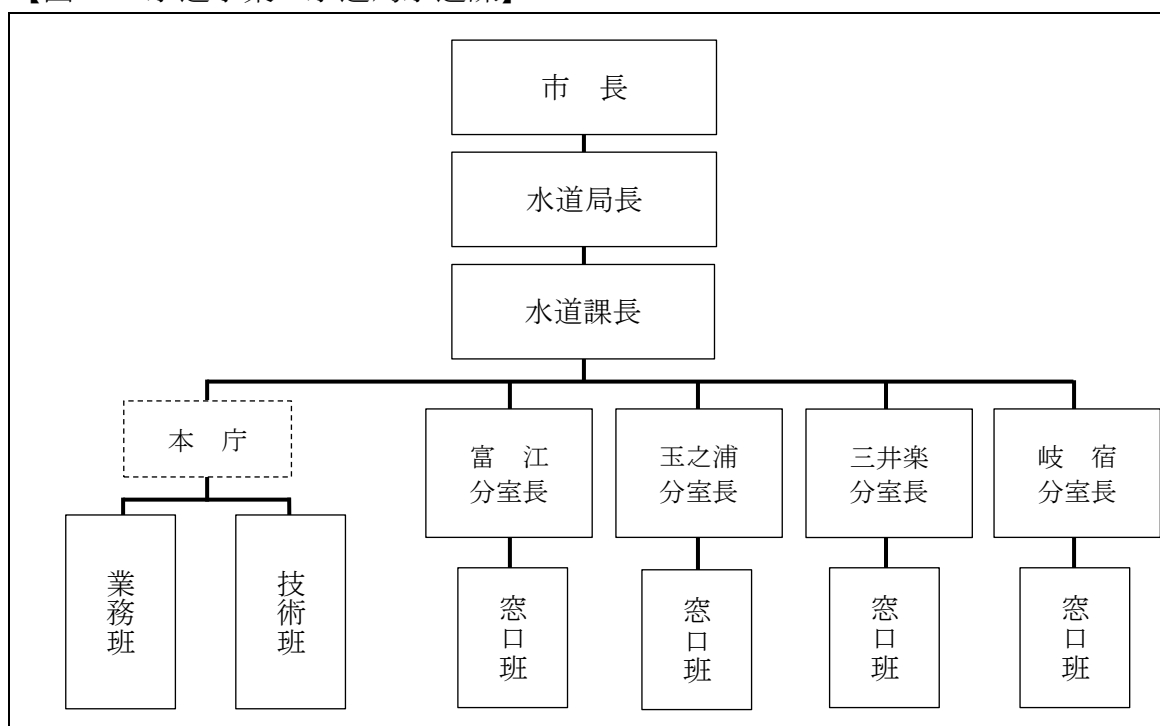 市　長
水道局長
水道課長
本　庁
富　江
分室長
玉之浦
分室長
三井楽
分室長
岐　宿
分室長
業務班
技術班
窓口班
窓口班
窓口班
窓口班